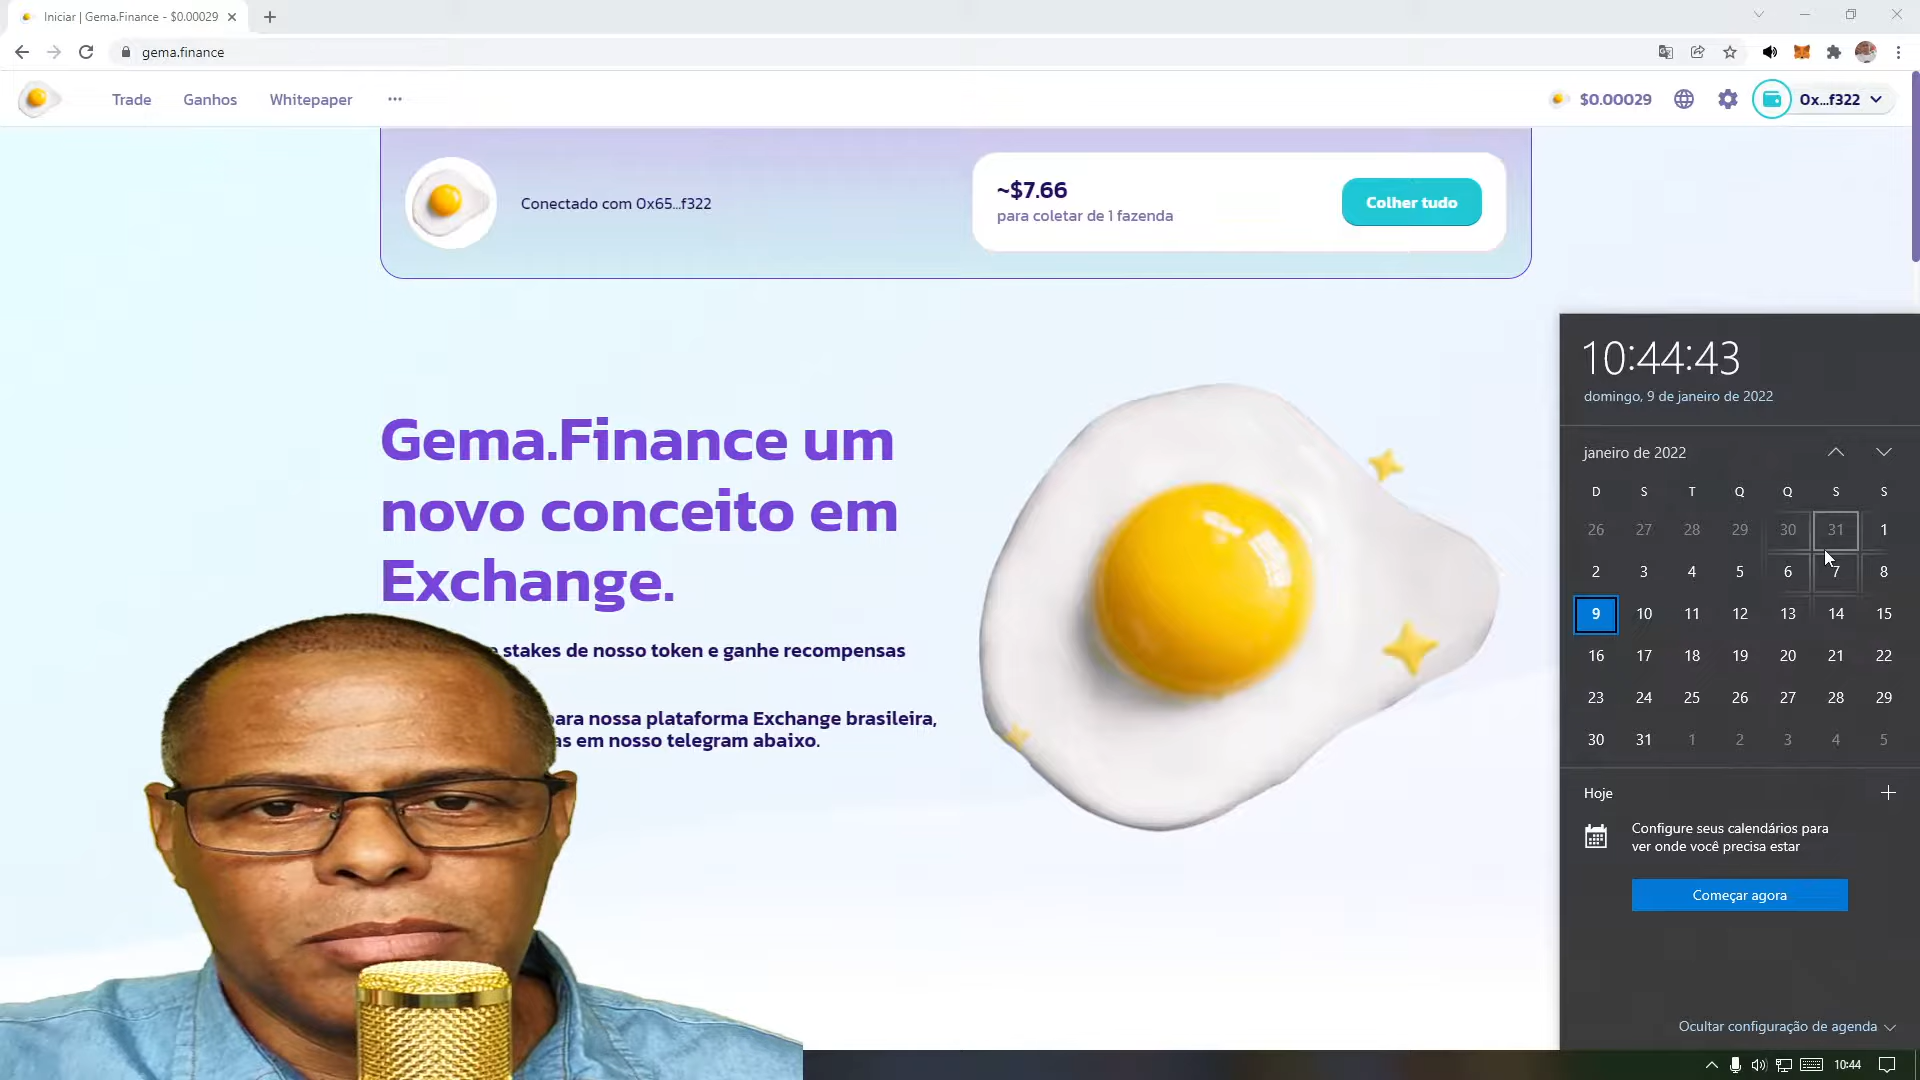 Iniciar | Gema.Finance - $0.00029
gema.finance
Trade Ganhos Whitepaper ...
$0.00029
0x...f322
Conectado com 0x65...f322
~$7.66
para coletar de 1 fazenda
Colher tudo
Gema.Finance um
novo conceito em
Exchange.
stakes de nosso token e ganhe recompensas
para nossa plataforma Exchange brasileira,
em nosso telegram abaixo.
10:44:43
domingo, 9 de janeiro de 2022
janeiro de 2022
D S T Q Q S S
26 27 28 29 30 31 1
2 3 4 5 6 7 8
9 10 11 12 13 14 15
16 17 18 19 20 21 22
23 24 25 26 27 28 29
30 31 1 2 3 4 5
Hoje
Configure seus calendários para
ver onde você precisa estar
Começar agora
Ocultar configuração de agenda
10:44